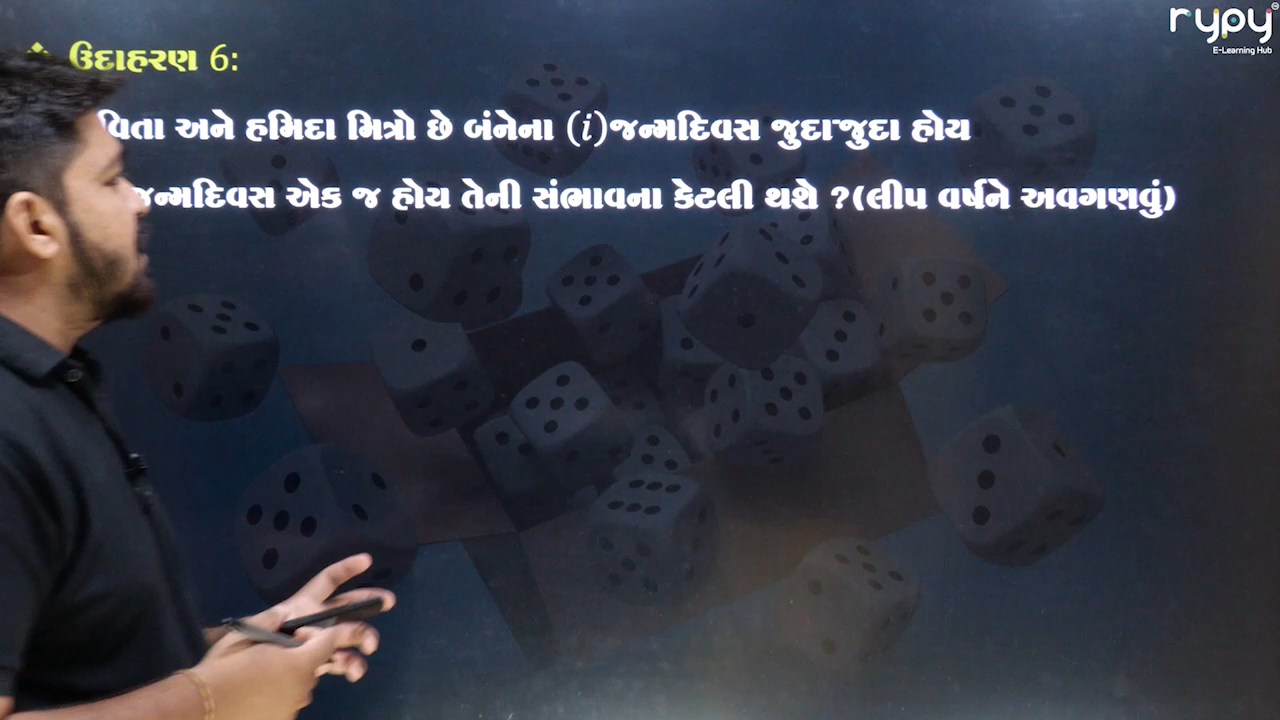 rypy
E-Learning Hub
ઉદાહરણ 6:
અને હમિદા મિત્રો છે બંનેના (i)જન્મદિવસ જુદા-જુદા હોય
જન્મદિવસ એક જ હોય તેની સંભાવના કેટલી થશે ?(લીપ વર્ષને અવગણવું)